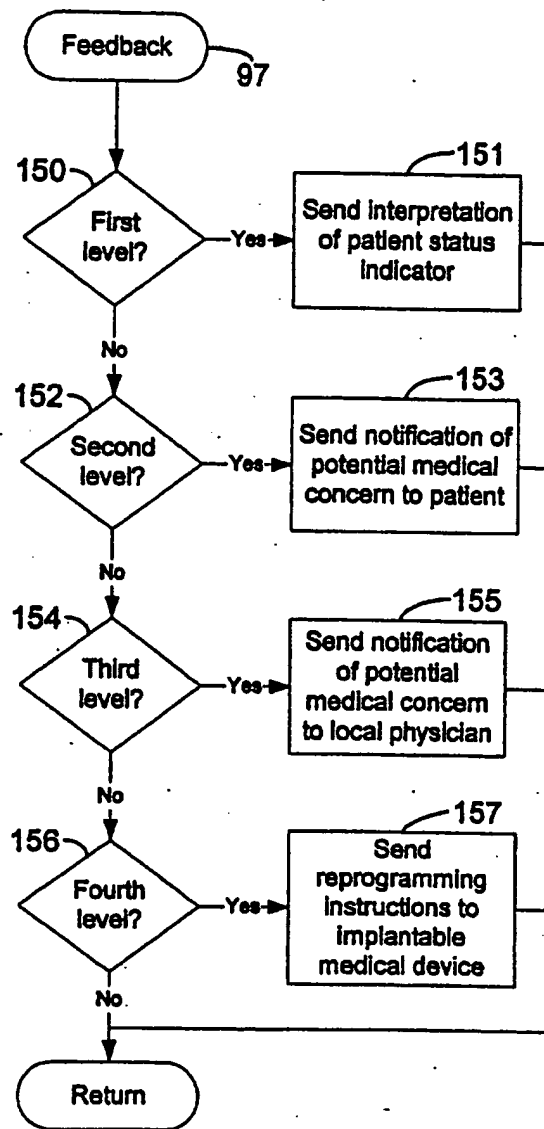 Feedback
97
150
First
level?
Yes
151
Send interpretation
of patient status
indicator
No
152
Second
level?
Yes
153
Send notification of
potential medical
concern to patient
No
154
Third
level?
Yes
155
Send notification
of potential
medical concern
to local physician
No
156
Fourth
level?
Yes
157
Send
reprogramming
instructions to
implantable
medical device
No
Return